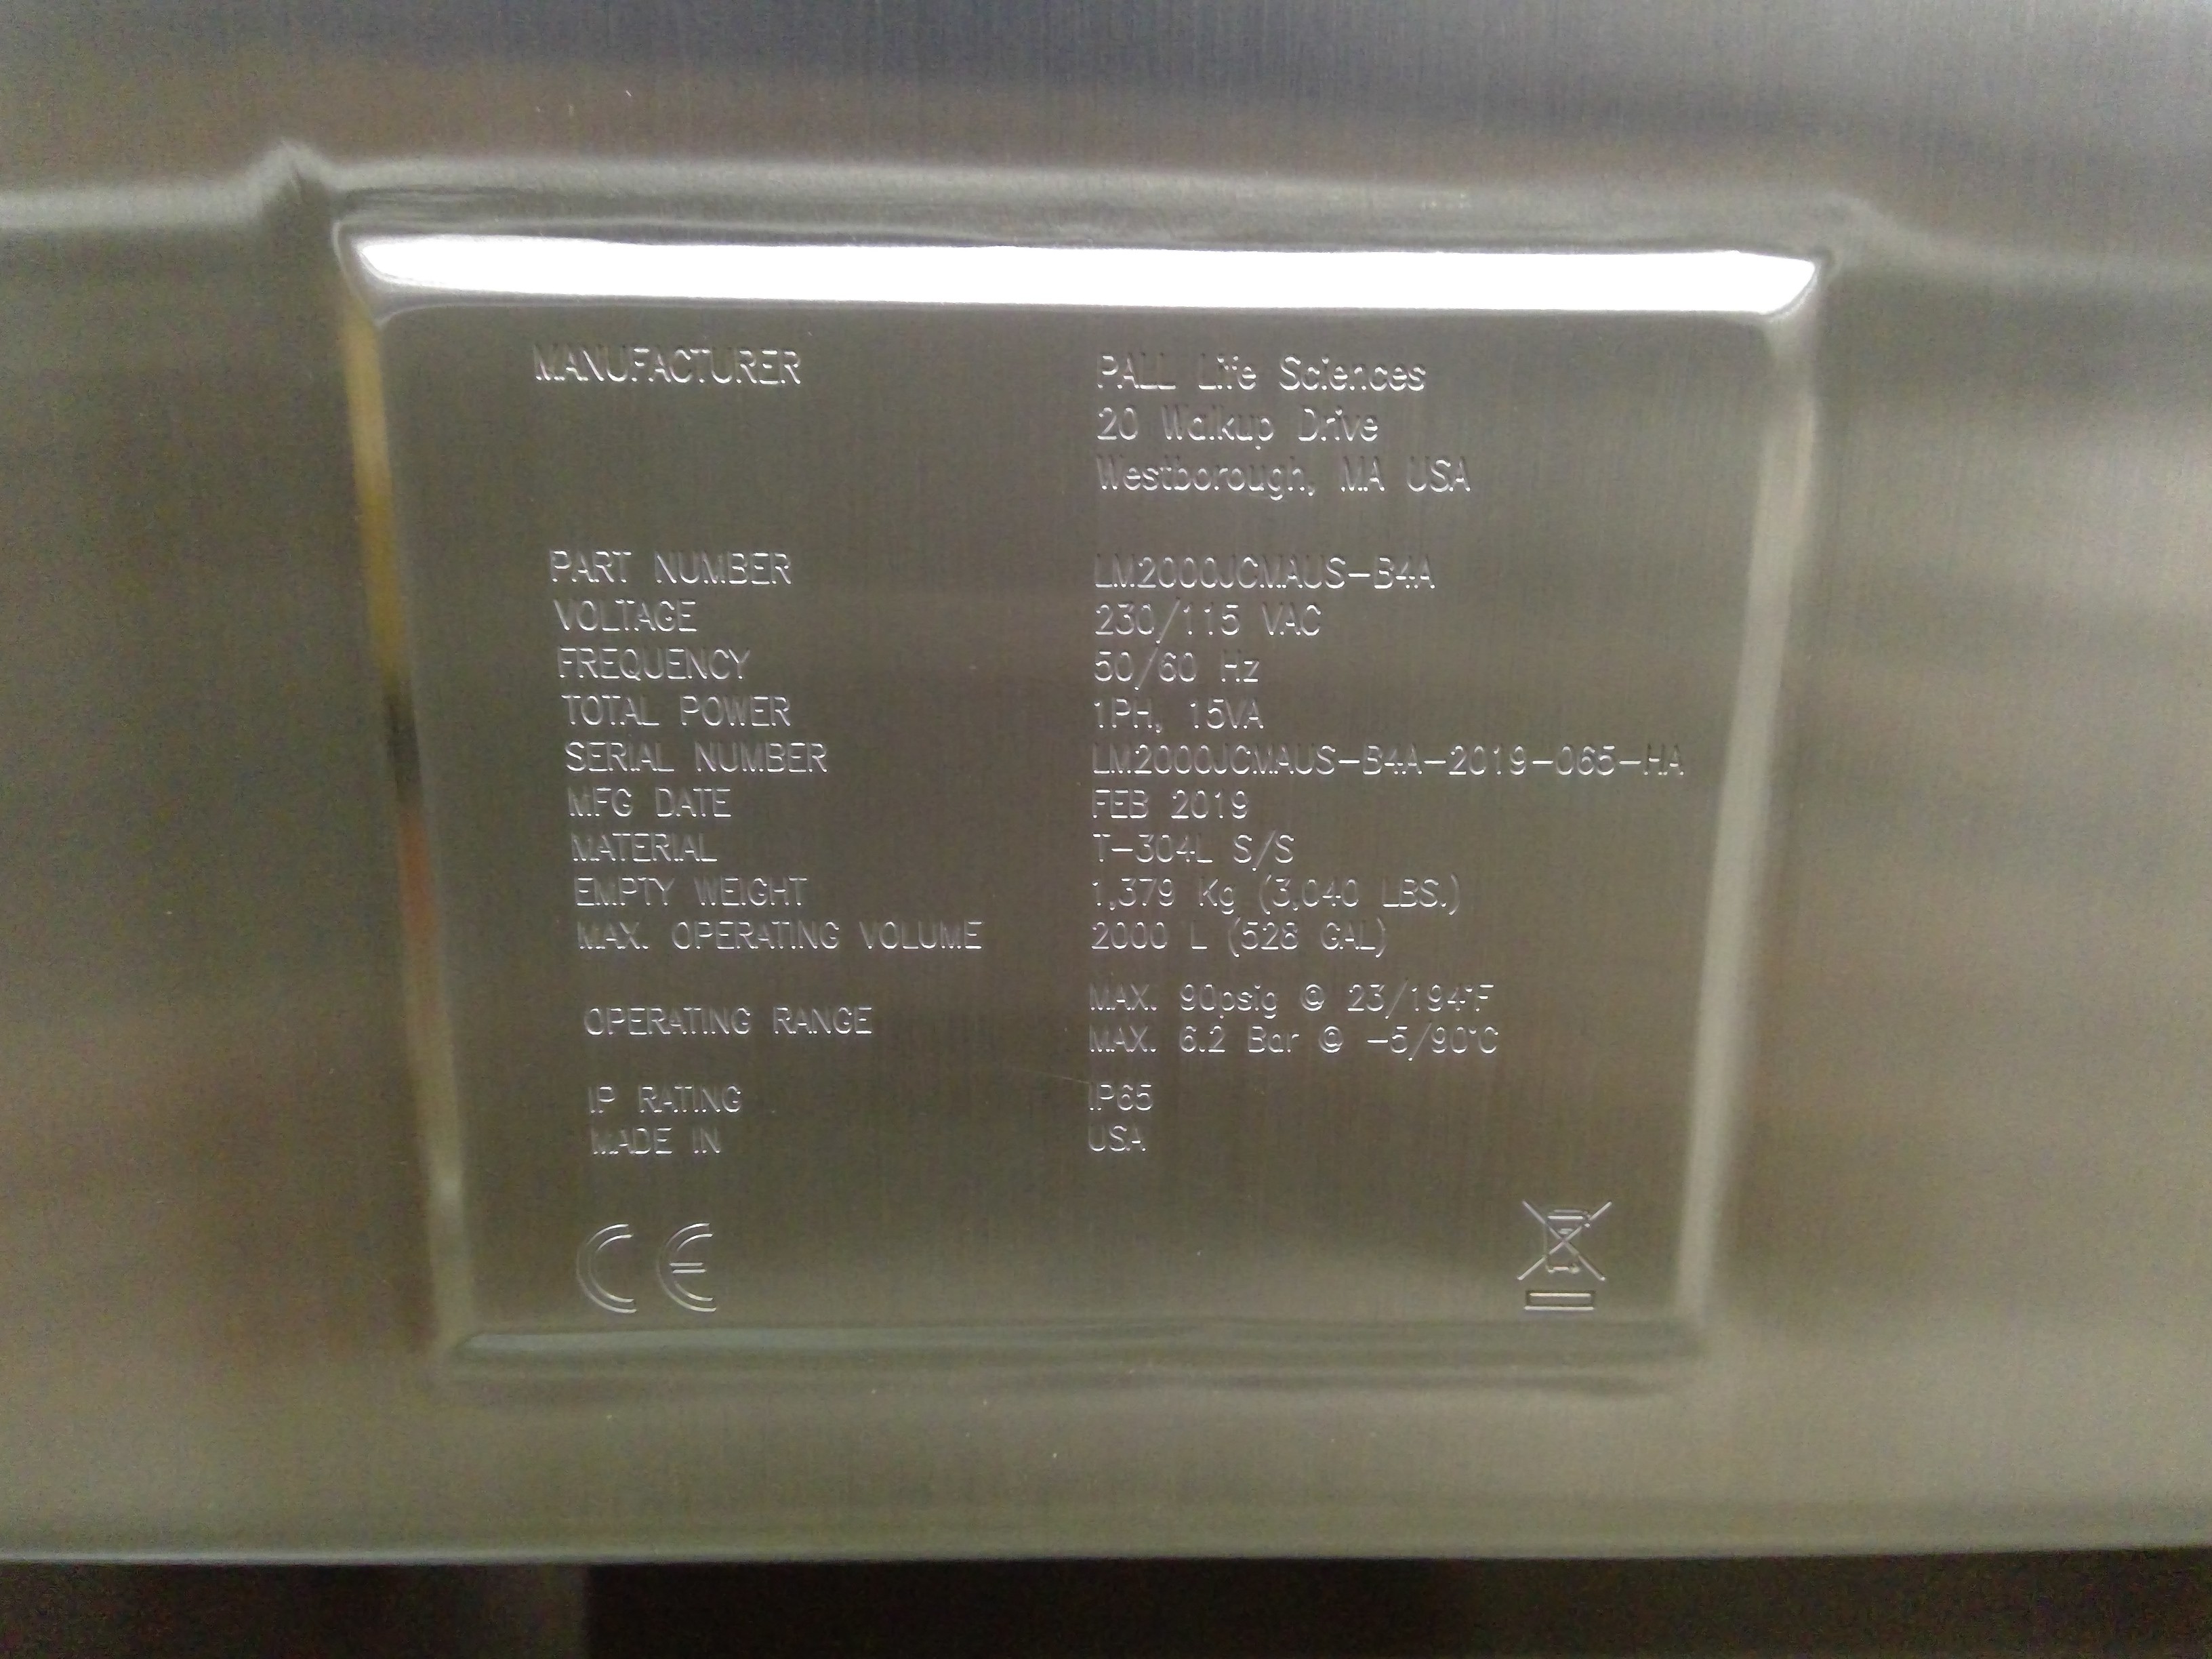 MANUFACTURER PALL Life Sciences
20 Walkup Drive
Westborough, MA USA
PART NUMBER LM2000JCMAUS-B4A
VOLTAGE 230/115 VAC
FREQUENCY 50/60 Hz
TOTAL POWER 1PH, 15VA
SERIAL NUMBER LM2000JCMAUS-B4A-2019-065-HA
MFG DATE FEB 2019
MATERIAL T-304L S/S
EMPTY WEIGHT 1,379 Kg (3,040 LBS.)
MAX. OPERATING VOLUME 2000 L (528 GAL)
OPERATING RANGE MAX. 90psig @ 23/194°F
MAX. 6.2 Bar @ -5/90°C
IP RATING IP65
MADE IN USA
CE